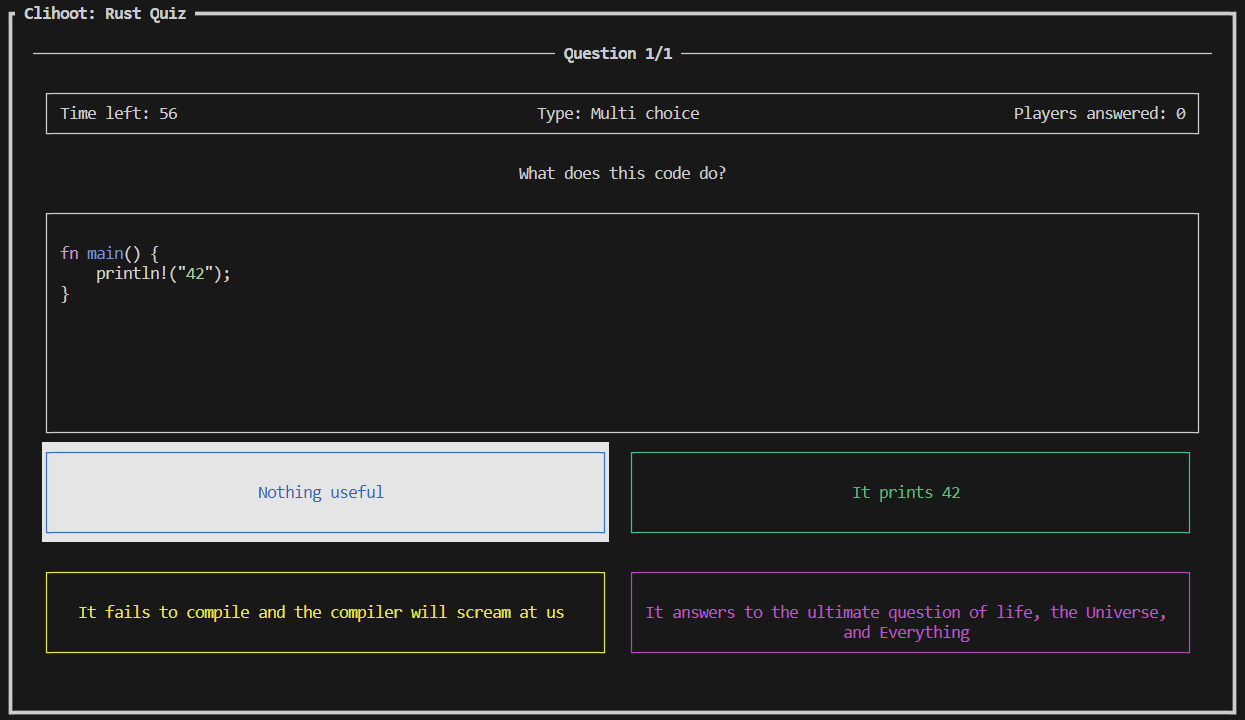 Clihoot: Rust Quiz
Question 1/1
Time left: 56
Type: Multi choice
Players answered: 0
What does this code do?
fn main() {
    println!("42");
}
Nothing useful
It prints 42
It fails to compile and the compiler will scream at us
It answers to the ultimate question of life, the Universe,
and Everything